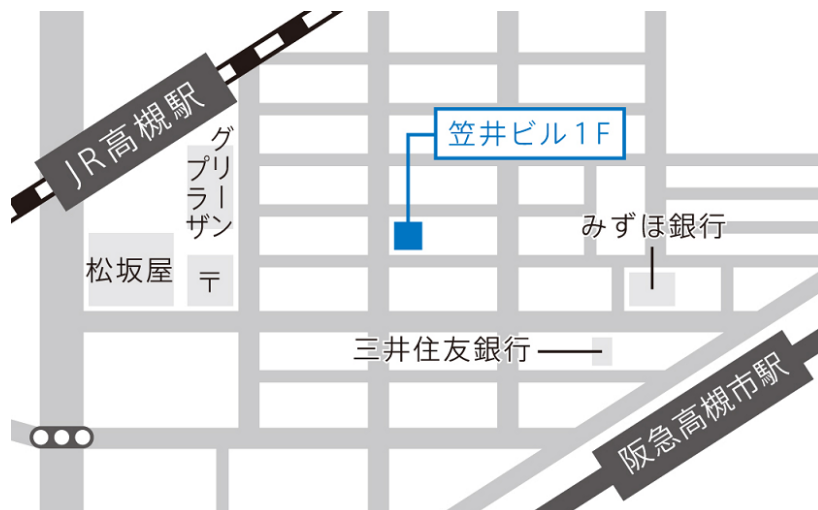 JR高槻駅
グリーン
プラザ
笠井ビル1F
松坂屋
〒
みずほ銀行
三井住友銀行
阪急高槻市駅